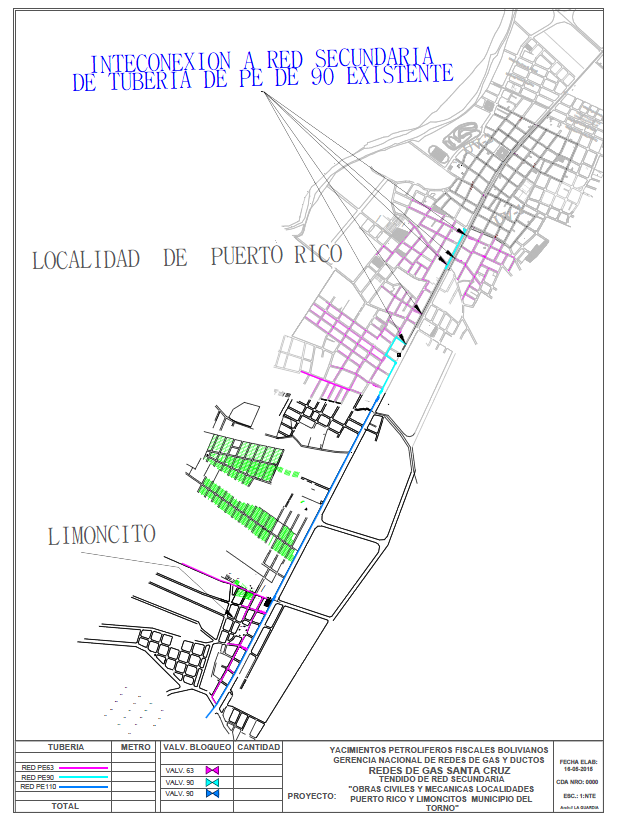 INTECONEXION A RED SECUNDARIA
DE TUBERIA DE PE DE 90 EXISTENTE
LOCALIDAD DE PUERTO RICO
LIMONCITO
TUBERIA METRO
RED PE63
RED PE90
RED PE110
TOTAL
VALV. BLOQUEO CANTIDAD
VALV. 63
VALV. 90
VALV. 90
YACIMIENTOS PETROLIFEROS FISCALES BOLIVIANOS
GERENCIA NACIONAL DE REDES DE GAS Y DUCTOS
REDES DE GAS SANTA CRUZ
TENDIDO DE RED SECUNDARIA
PROYECTO: "OBRAS CIVILES Y MECANICAS LOCALIDADES
PUERTO RICO Y LIMONCITOS MUNICIPIO DEL
TORNO"
FECHA ELAB:
16-05-2016
CDA NRO: 0000
ESC.: 1:NTE
Arch:// LA GUARDIA